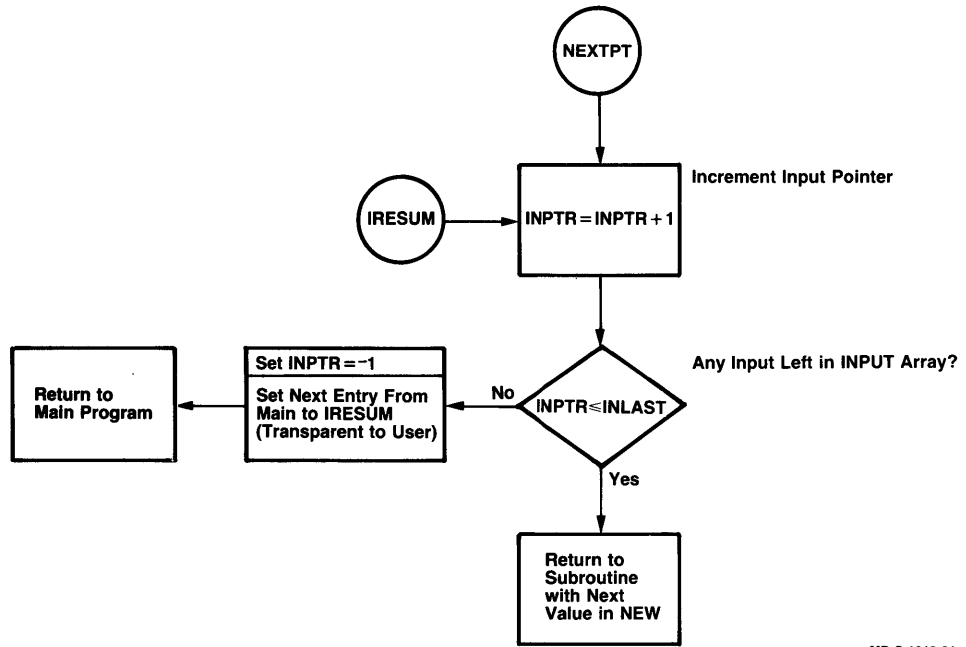 NEXTPT
Increment Input Pointer
IRESUM
INPTR = INPTR + 1
Any Input Left in INPUT Array?
Set INPTR = -1
Set Next Entry From
Main to IRESUM
(Transparent to User)
Return to
Main Program
No
INPTR ≤ INLAST
Yes
Return to
Subroutine
with Next
Value in NEW